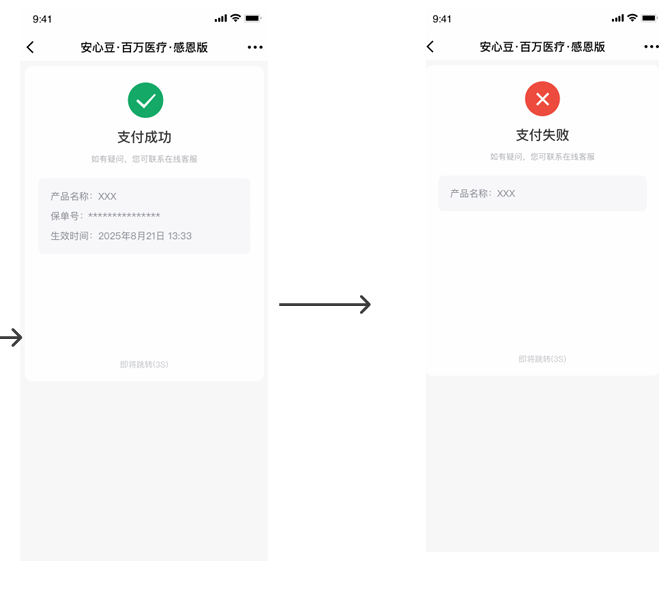 9:41
安心豆·百万医疗·感恩版
支付成功
如有疑问，您可联系在线客服
产品名称：XXX
保单号：***************
生效时间：2025年8月21日 13:33
即将跳转(3S)
9:41
安心豆·百万医疗·感恩版
支付失败
如有疑问，您可联系在线客服
产品名称：XXX
即将跳转(3S)